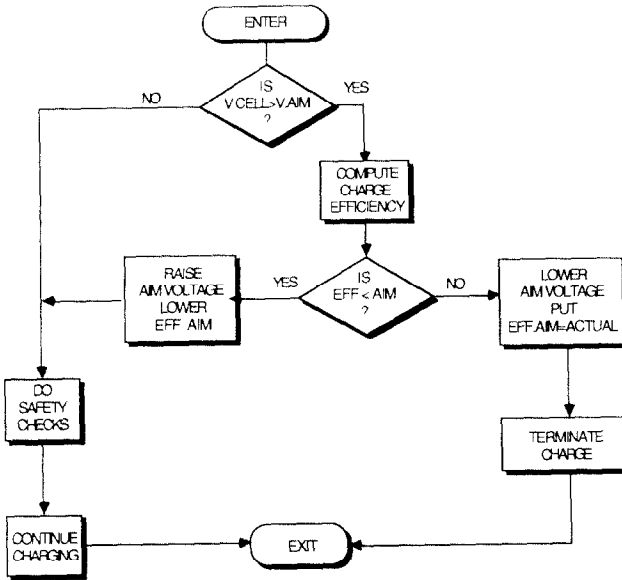 ENTER
IS
V.CELL>V.AIM
?
NO
YES
COMPUTE
CHARGE
EFFICIENCY
RAISE
AIM VOLTAGE
LOWER
EFF AIM
YES
IS
EFF < AIM
?
NO
LOWER
AIM VOLTAGE
PUT
EFF.AIM=ACTUAL
DO
SAFETY
CHECKS
TERMINATE
CHARGE
CONTINUE
CHARGING
EXIT